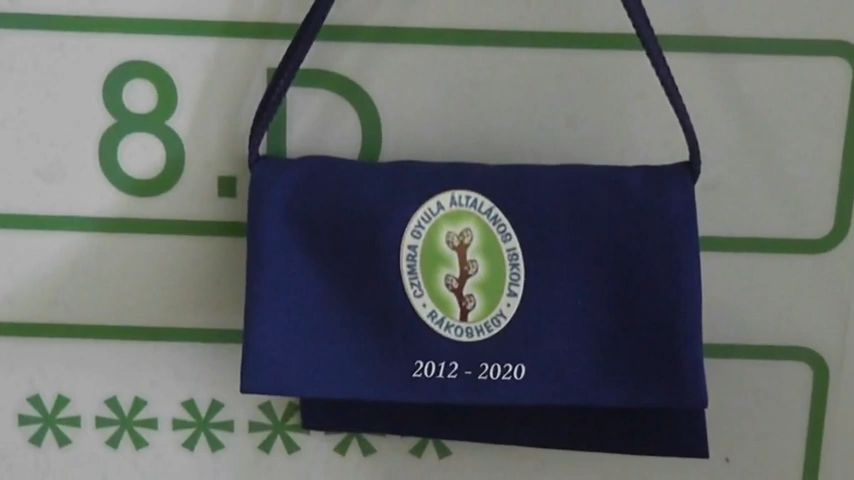 8.D
CZIMRA GYULA ÁLTALÁNOS ISKOLA
• RÁKOSHEGY •
2012 - 2020
******